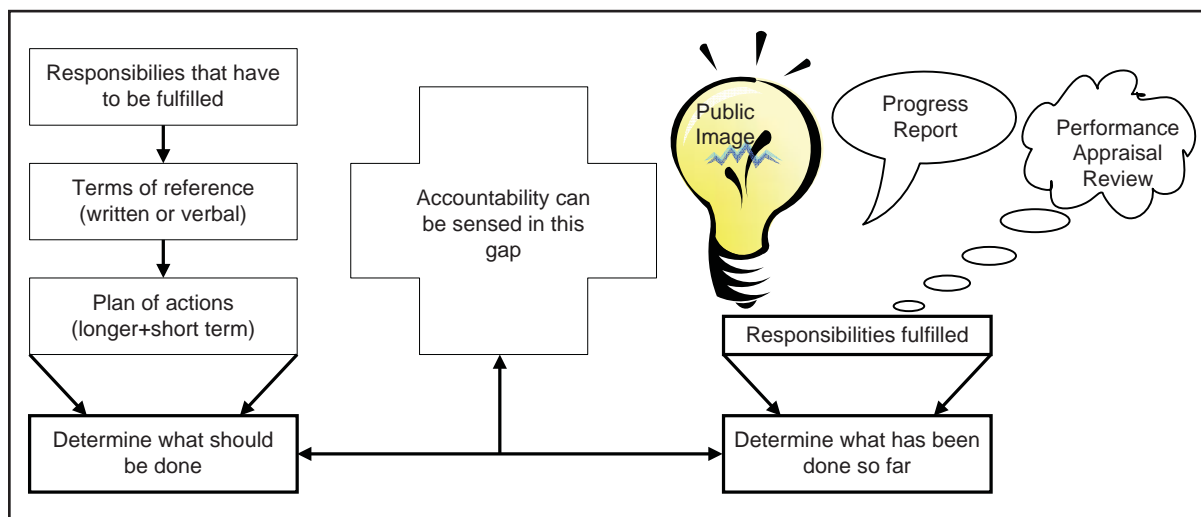 Responsibilies that have
to be fulfilled
Terms of reference
(written or verbal)
Plan of actions
(longer+short term)
Determine what should
be done
Accountability can
be sensed in this
gap
Public
Image
Progress
Report
Performance
Appraisal
Review
Responsibilities fulfilled
Determine what has been
done so far